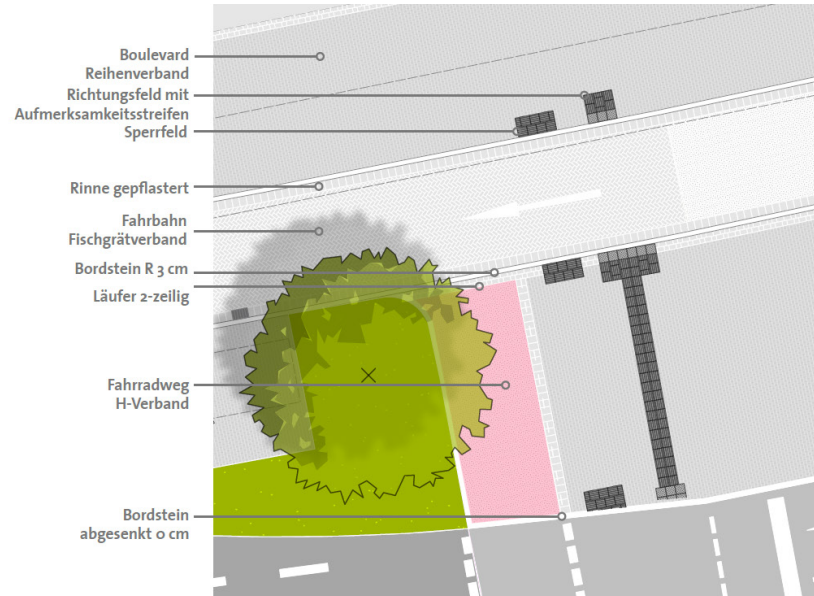 Boulevard
Reihenverband
Richtungsfeld mit
Aufmerksamkeitsstreifen
Sperrfeld
Rinne gepflastert
Fahrbahn
Fischgrätverband
Bordstein R 3 cm
Läufer 2-zeilig
Fahrradweg
H-Verband
Bordstein
abgesenkt 0 cm